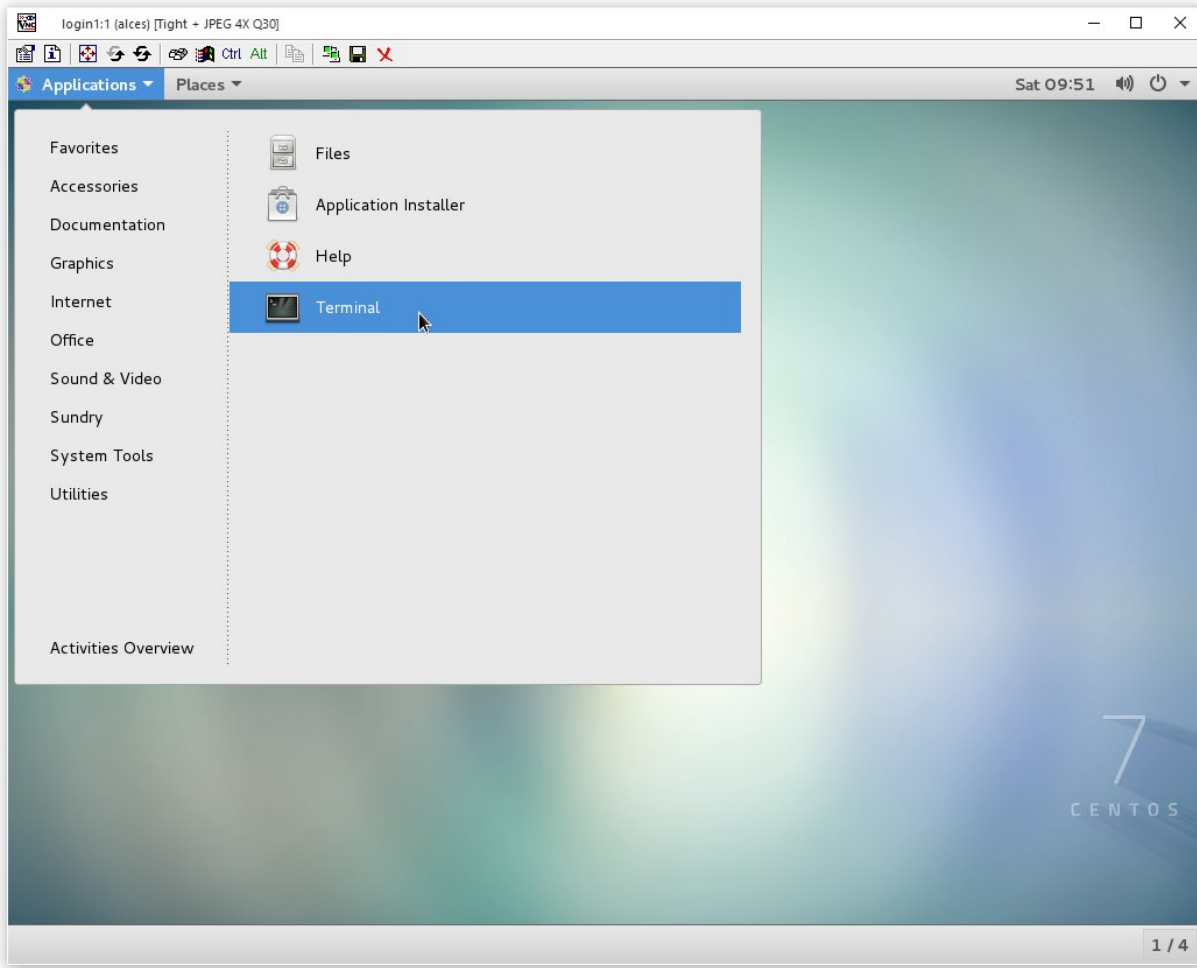 login1:1 (alces) [Tight + JPEG 4X Q30]
Ctrl Alt
Applications Places Sat 09:51
Favorites
Accessories
Documentation
Graphics
Internet
Office
Sound & Video
Sundry
System Tools
Utilities
Activities Overview
Files
Application Installer
Help
Terminal
7
CENTOS
1 / 4